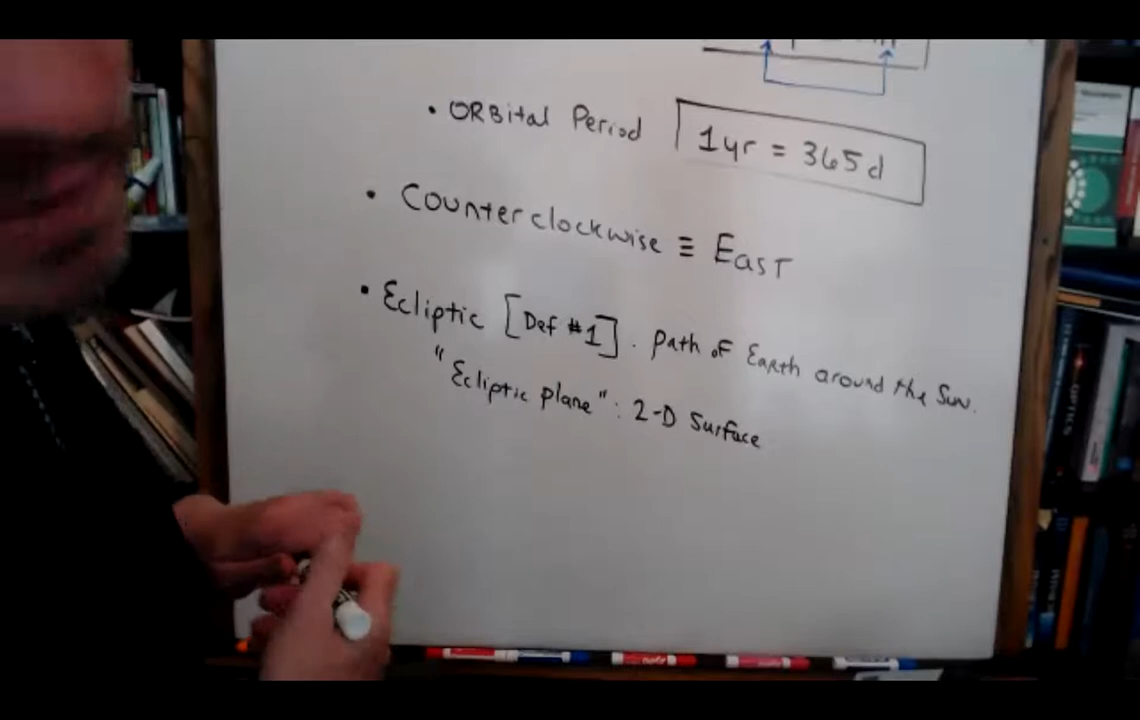 • ORBital Period 1yr = 365d
• Counterclockwise ≡ East
• Ecliptic [Def #1]. Path of Earth around the Sun.
"Ecliptic plane": 2-D Surface
OPTICS